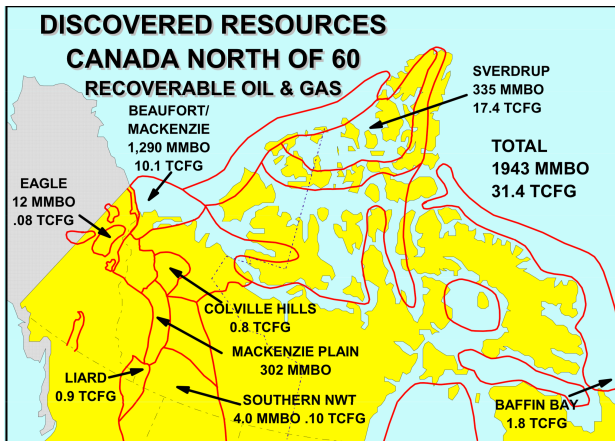 DISCOVERED RESOURCES
CANADA NORTH OF 60
RECOVERABLE OIL & GAS
SVERDRUP
335 MMBO
17.4 TCFG
BEAUFORT/
MACKENZIE
1,290 MMBO
10.1 TCFG
TOTAL
1943 MMBO
31.4 TCFG
EAGLE
12 MMBO
.08 TCFG
COLVILLE HILLS
0.8 TCFG
MACKENZIE PLAIN
302 MMBO
LIARD
0.9 TCFG
SOUTHERN NWT
4.0 MMBO .10 TCFG
BAFFIN BAY
1.8 TCFG